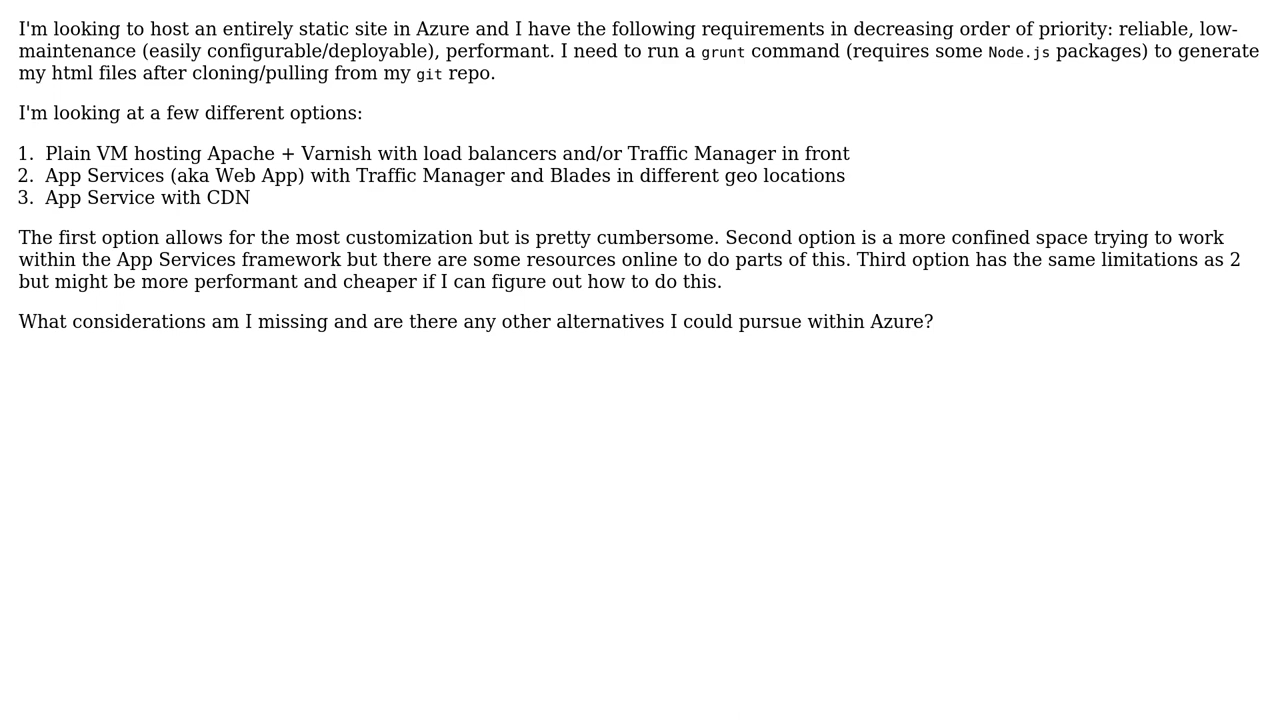 I'm looking to host an entirely static site in Azure and I have the following requirements in decreasing order of priority: reliable, low-
maintenance (easily configurable/deployable), performant. I need to run a grunt command (requires some Node.js packages) to generate
my html files after cloning/pulling from my git repo.
I'm looking at a few different options:
1. Plain VM hosting Apache + Varnish with load balancers and/or Traffic Manager in front
2. App Services (aka Web App) with Traffic Manager and Blades in different geo locations
3. App Service with CDN
The first option allows for the most customization but is pretty cumbersome. Second option is a more confined space trying to work
within the App Services framework but there are some resources online to do parts of this. Third option has the same limitations as 2
but might be more performant and cheaper if I can figure out how to do this.
What considerations am I missing and are there any other alternatives I could pursue within Azure?